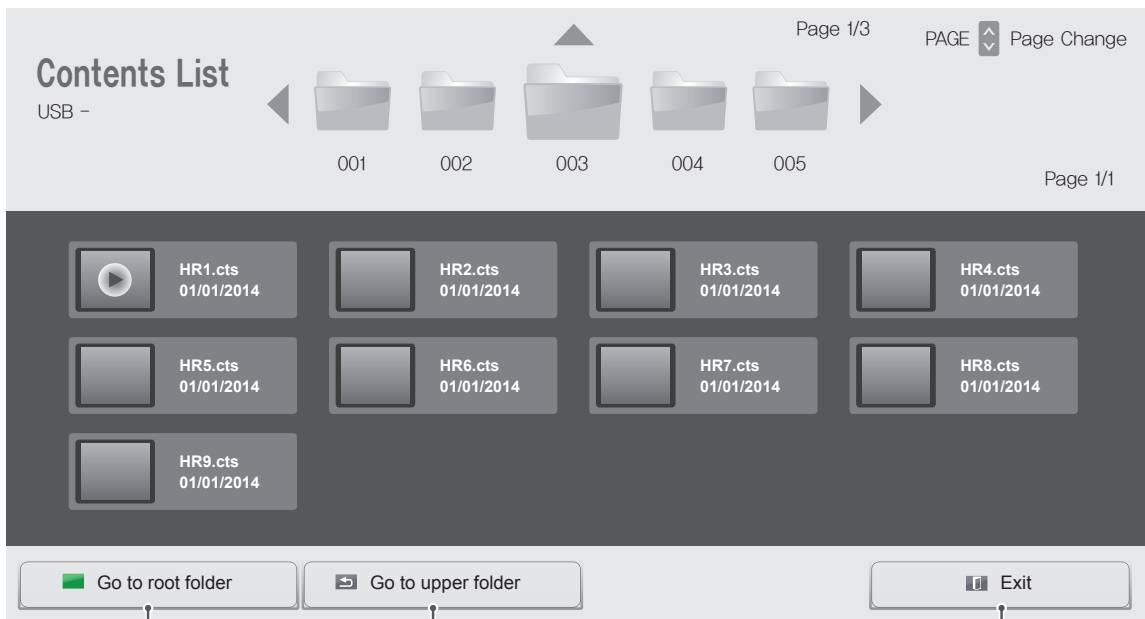 Page 1/3
PAGE Page Change
Contents List
USB -
001 002 003 004 005
Page 1/1
HR1.cts
01/01/2014
HR2.cts
01/01/2014
HR3.cts
01/01/2014
HR4.cts
01/01/2014
HR5.cts
01/01/2014
HR6.cts
01/01/2014
HR7.cts
01/01/2014
HR8.cts
01/01/2014
HR9.cts
01/01/2014
Go to root folder
Go to upper folder
Exit